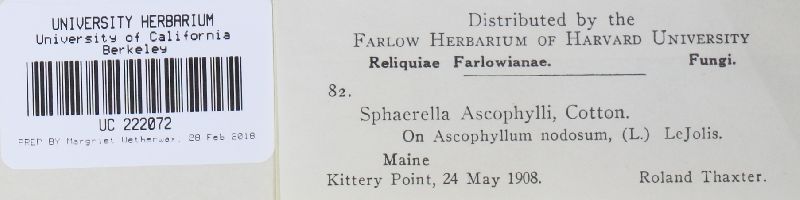 UNIVERSITY HERBARIUM
University of California
Berkeley
UC 222072
PREP BY Margriet Wetherwax, 28 Feb 2018
Distributed by the
FARLOW HERBARIUM OF HARVARD UNIVERSITY
Reliquiae Farlowianae. Fungi.
82.
Sphaerella Ascophylli, Cotton.
On Ascophyllum nodosum, (L.) LeJolis.
Maine
Kittery Point, 24 May 1908. Roland Thaxter.